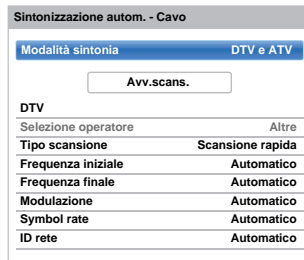 Sintonizzazione autom. - Cavo
Modalità sintonia DTV e ATV
Avv.scans.
DTV
Selezione operatore Altre
Tipo scansione Scansione rapida
Frequenza iniziale Automatico
Frequenza finale Automatico
Modulazione Automatico
Symbol rate Automatico
ID rete Automatico